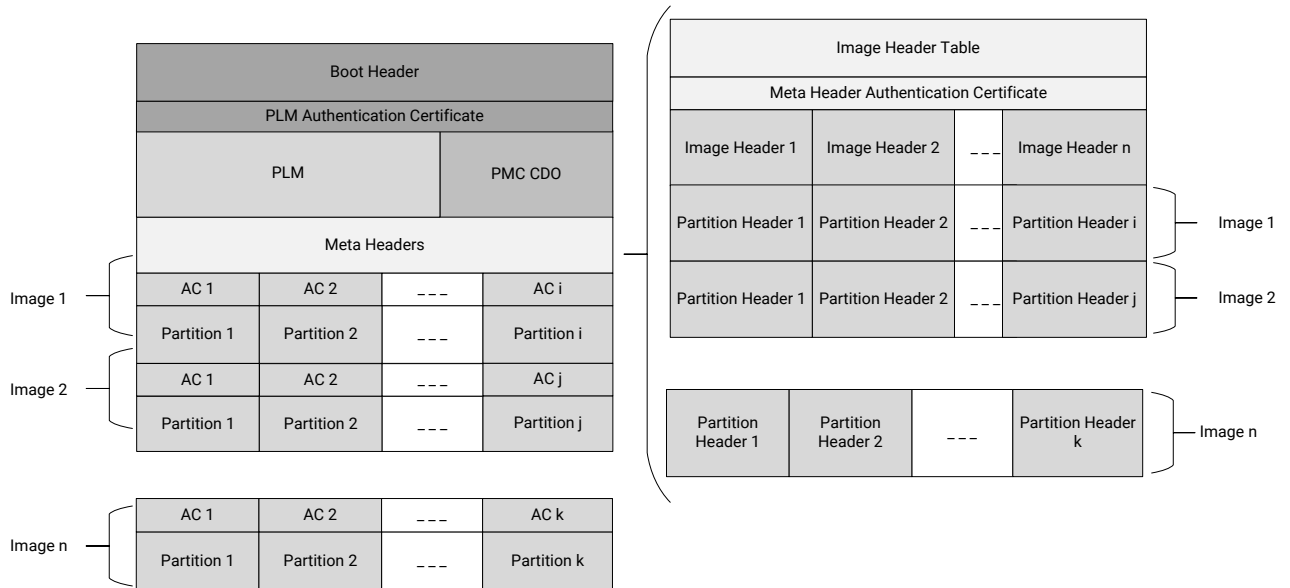 Boot Header
PLM Authentication Certificate
PLM
PMC CDO
Meta Headers
Image 1
AC 1
AC 2
---
AC i
Partition 1
Partition 2
---
Partition i
Image 2
AC 1
AC 2
---
AC j
Partition 1
Partition 2
---
Partition j
Image n
AC 1
AC 2
---
AC k
Partition 1
Partition 2
---
Partition k
Image Header Table
Meta Header Authentication Certificate
Image Header 1
Image Header 2
---
Image Header n
Partition Header 1
Partition Header 2
---
Partition Header i
Image 1
Partition Header 1
Partition Header 2
---
Partition Header j
Image 2
Partition
Header 1
Partition
Header 2
---
Partition Header
k
Image n